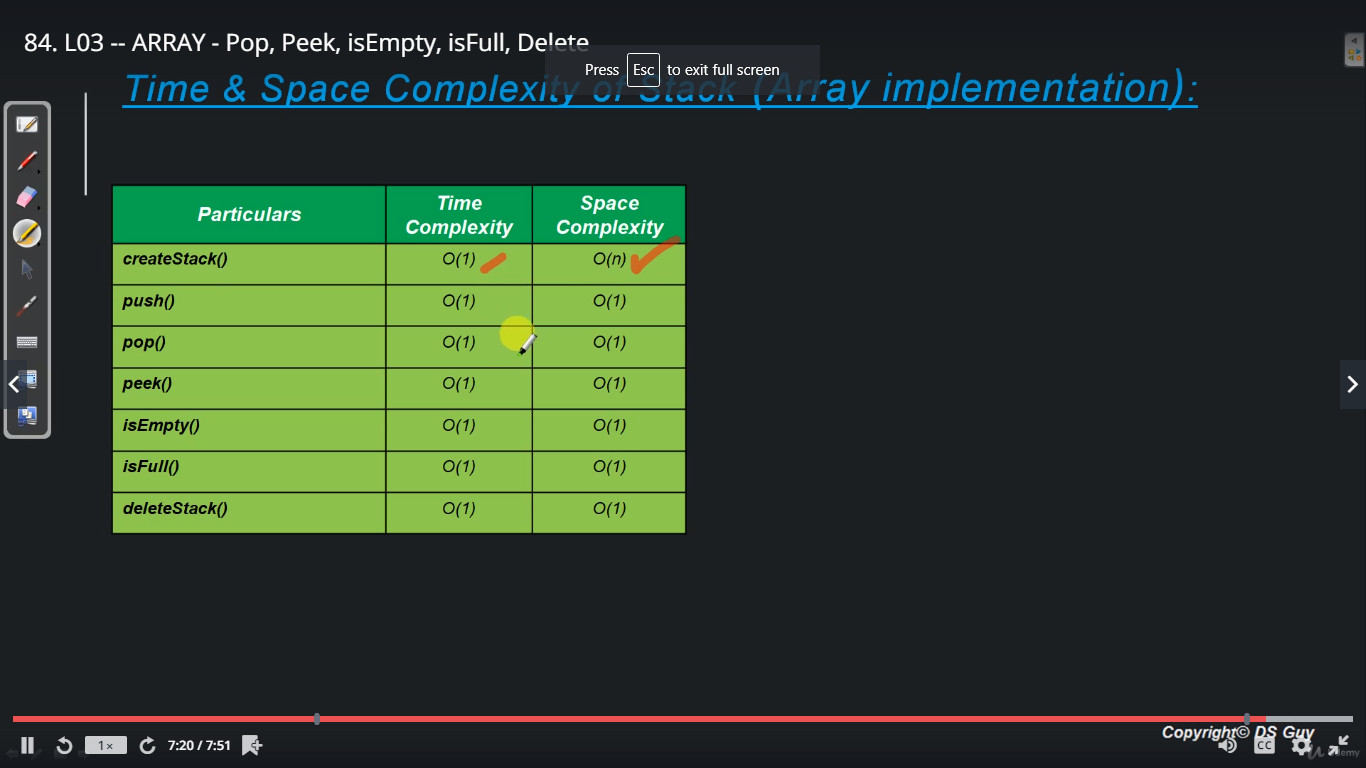 84. L03 -- ARRAY - Pop, Peek, isEmpty, isFull, Delete
Press Esc to exit full screen
Time & Space Complexity of Stack (Array implementation):
Particulars Time Complexity Space Complexity
createStack() O(1) O(n)
push() O(1) O(1)
pop() O(1) O(1)
peek() O(1) O(1)
isEmpty() O(1) O(1)
isFull() O(1) O(1)
deleteStack() O(1) O(1)
Copyright© DS Guy
1× 7:20 / 7:51 CC